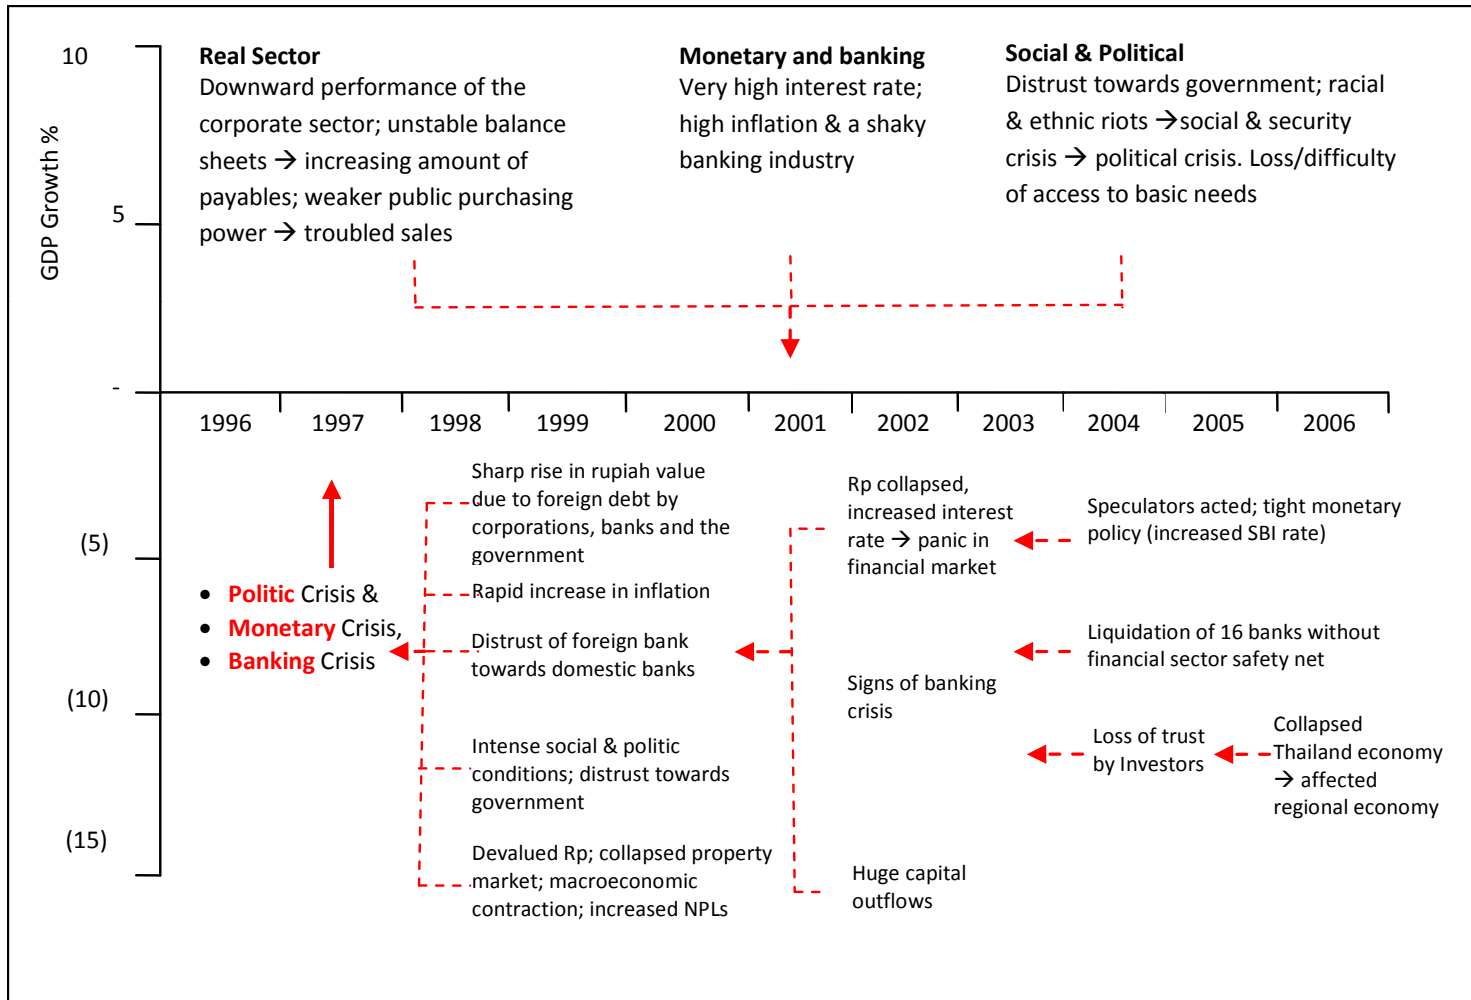 10
5
-
(5)
(10)
(15)
GDP Growth %
Real Sector
Downward performance of the
corporate sector; unstable balance
sheets → increasing amount of
payables; weaker public purchasing
power → troubled sales
Monetary and banking
Very high interest rate;
high inflation & a shaky
banking industry
Social & Political
Distrust towards government; racial
& ethnic riots →social & security
crisis → political crisis. Loss/difficulty
of access to basic needs
1996 1997 1998 1999 2000 2001 2002 2003 2004 2005 2006
• Politic Crisis &
• Monetary Crisis,
• Banking Crisis
Sharp rise in rupiah value
due to foreign debt by
corporations, banks and the
government
Rapid increase in inflation
Distrust of foreign bank
towards domestic banks
Intense social & politic
conditions; distrust towards
government
Devalued Rp; collapsed property
market; macroeconomic
contraction; increased NPLs
Rp collapsed,
increased interest
rate → panic in
financial market
Signs of banking
crisis
Huge capital
outflows
Speculators acted; tight monetary
policy (increased SBI rate)
Liquidation of 16 banks without
financial sector safety net
Loss of trust
by Investors
Collapsed
Thailand economy
→ affected
regional economy